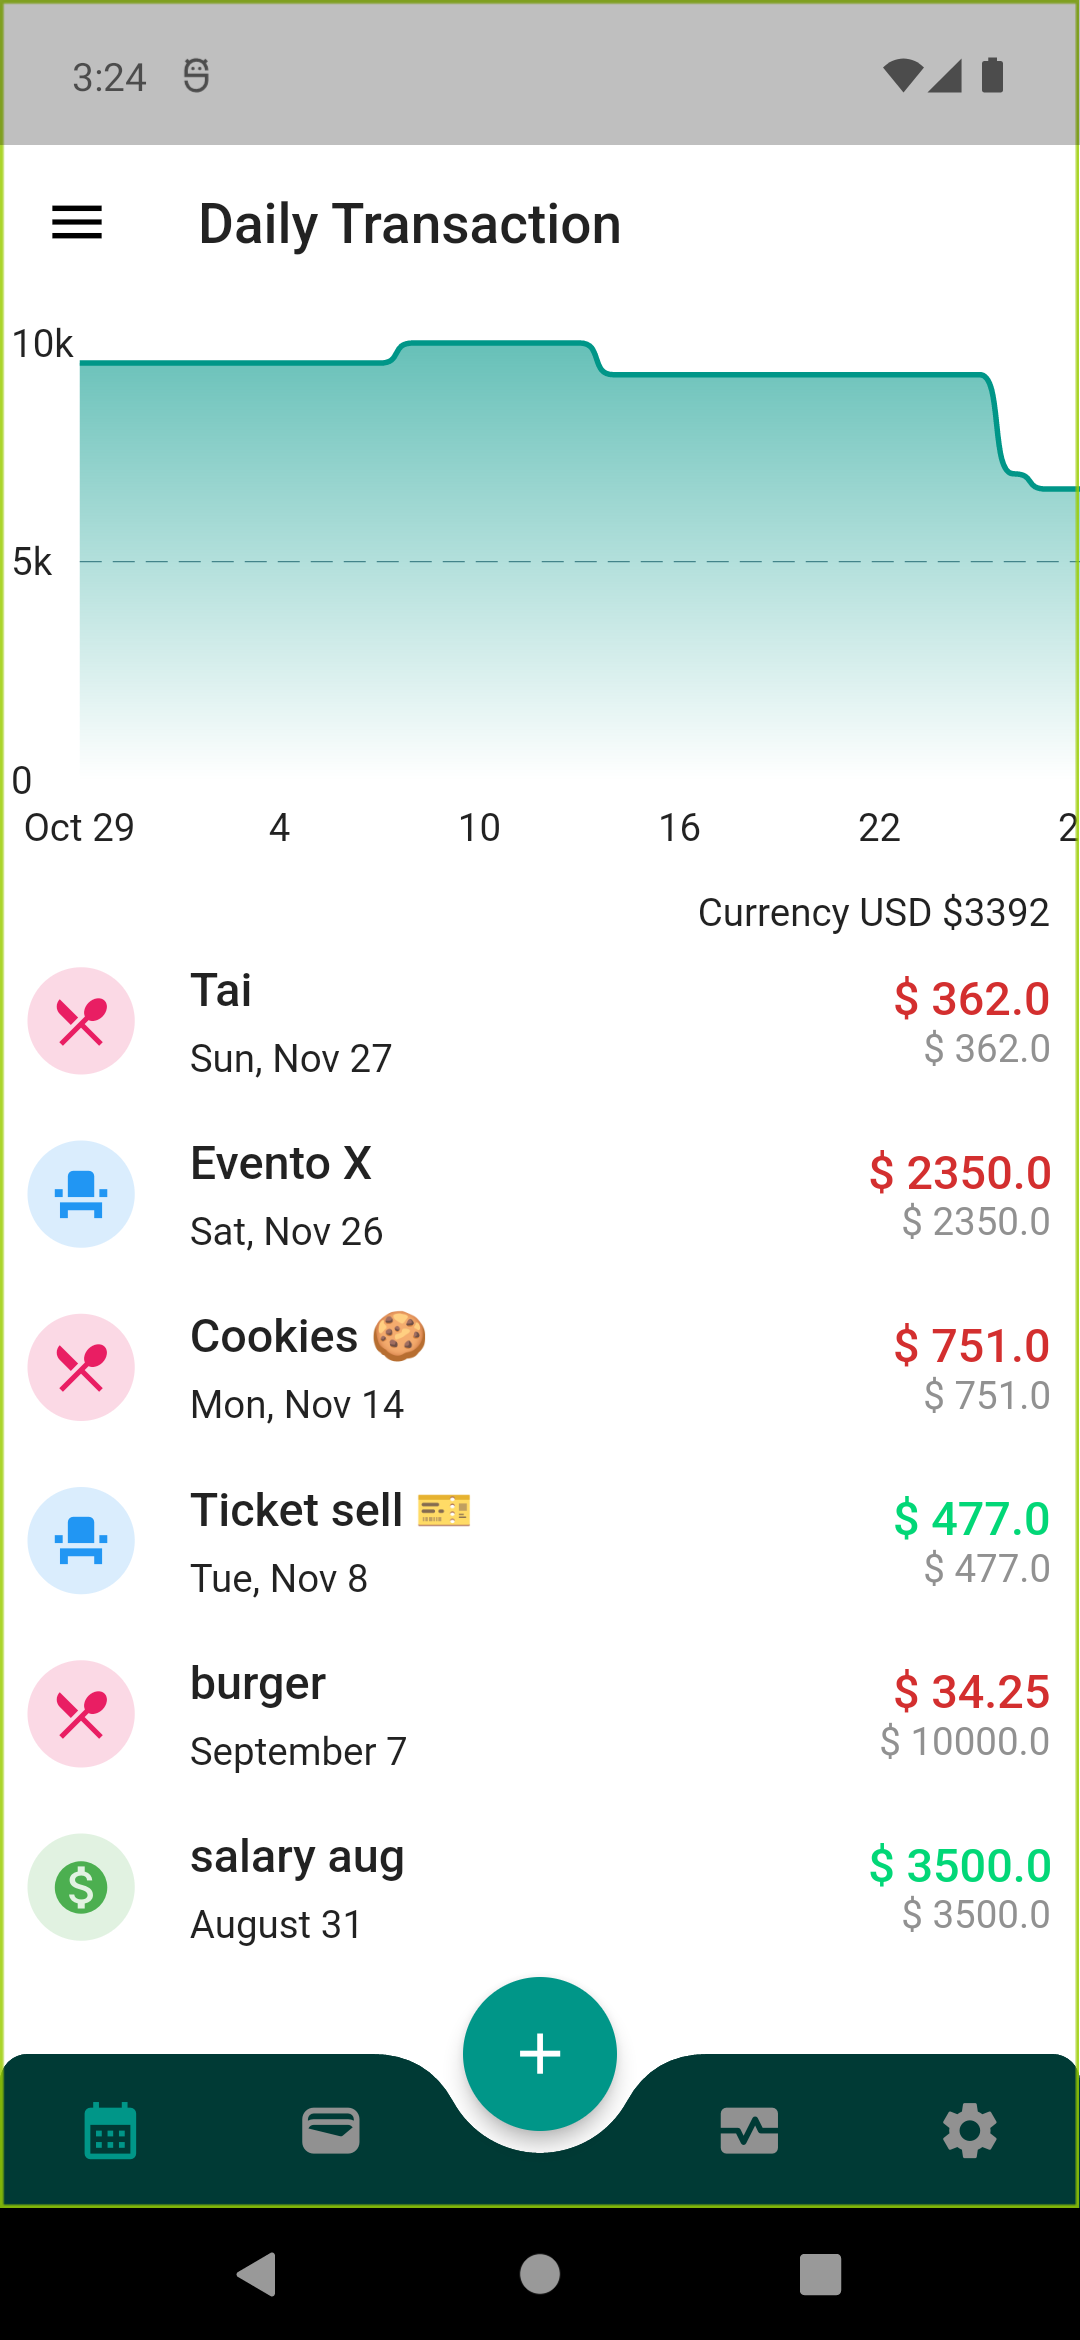 3:24
Daily Transaction
10k
5k
0
Oct 29 4 10 16 22 2
Currency USD $3392
Tai
$ 362.0
Sun, Nov 27
$ 362.0
Evento X
$ 2350.0
Sat, Nov 26
$ 2350.0
Cookies 🍪
$ 751.0
Mon, Nov 14
$ 751.0
Ticket sell 🎫
$ 477.0
Tue, Nov 8
$ 477.0
burger
$ 34.25
September 7
$ 10000.0
salary aug
$ 3500.0
August 31
$ 3500.0